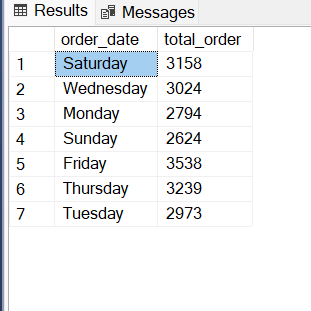 Results Messages
order_date total_order
1 Saturday 3158
2 Wednesday 3024
3 Monday 2794
4 Sunday 2624
5 Friday 3538
6 Thursday 3239
7 Tuesday 2973